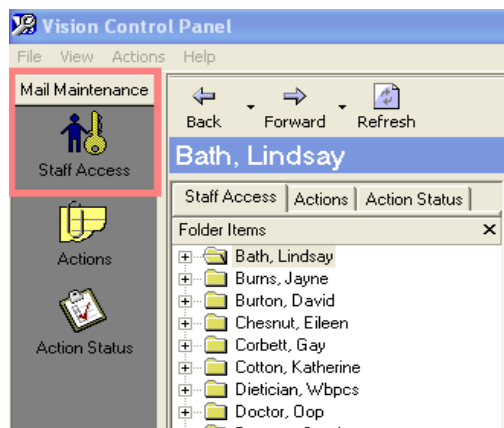 Vision Control Panel
File View Actions Help
Mail Maintenance
Staff Access
Actions
Action Status
Back Forward Refresh
Bath, Lindsay
Staff Access Actions Action Status
Folder Items
Bath, Lindsay
Burns, Jayne
Burton, David
Chesnut, Eileen
Corbett, Gay
Cotton, Katherine
Dietician, Wbpcs
Doctor, Oop